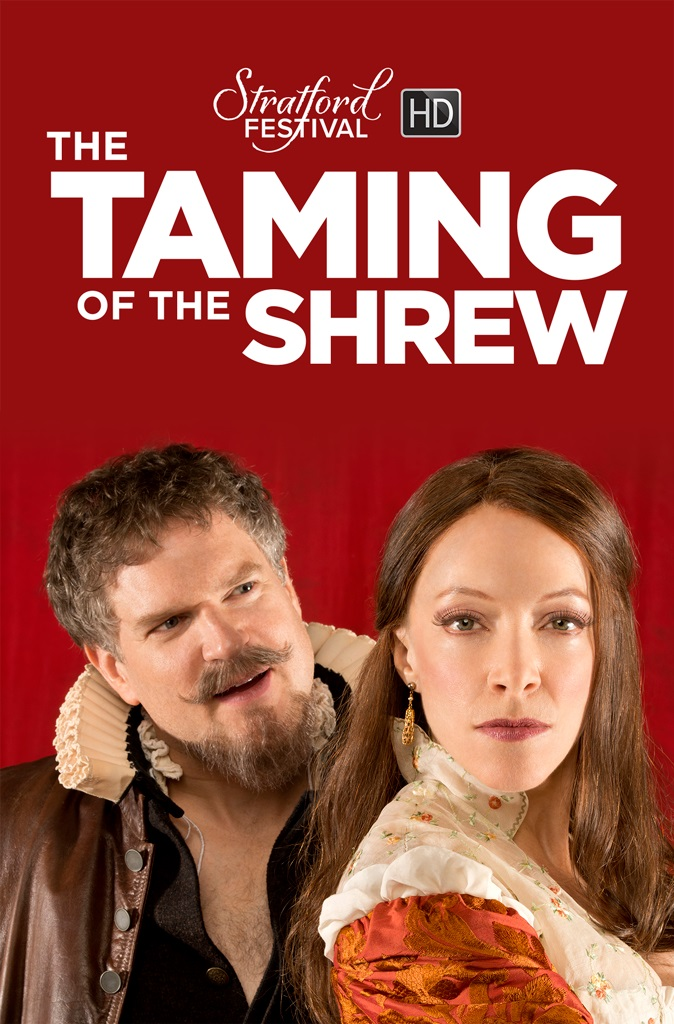 Stratford
FESTIVAL
HD
THE
TAMING
OF THE SHREW